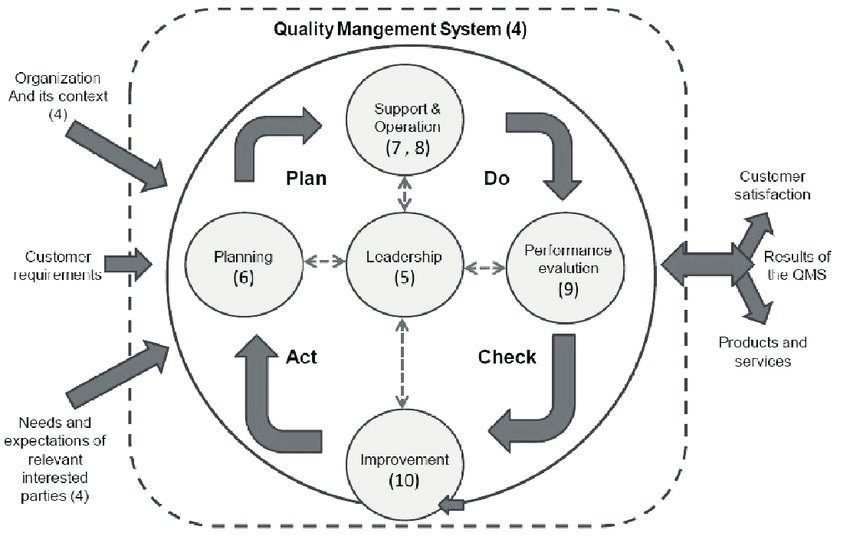 Quality Mangement System (4)
Organization
And its context
(4)
Support &
Operation
(7 , 8)
Plan
Do
Customer
satisfaction
Customer
requirements
Planning
(6)
Leadership
(5)
Performance
evalution
(9)
Results of
the QMS
Act
Check
Products and
services
Needs and
expectations of
relevant
interested
parties (4)
Improvement
(10)